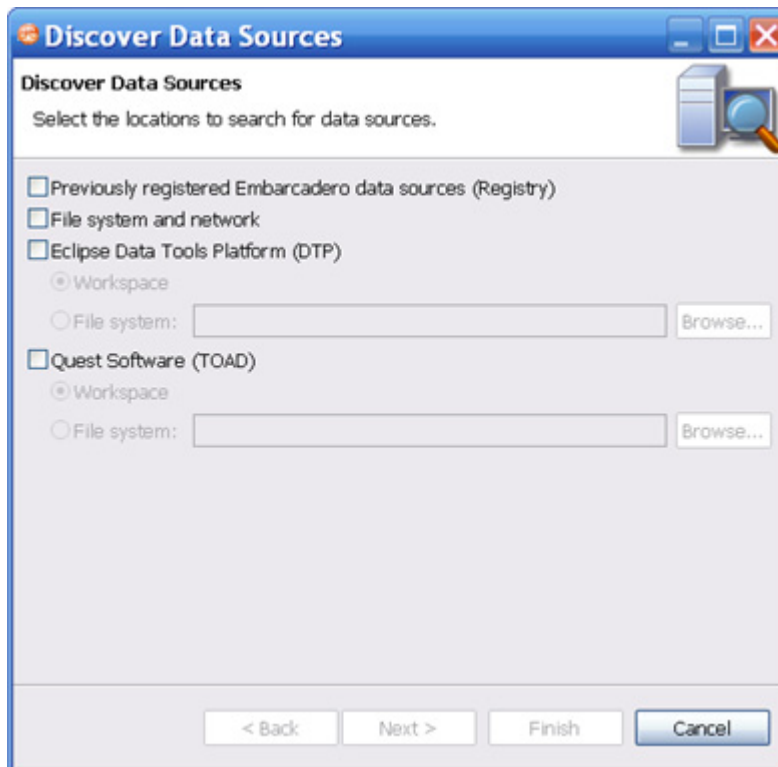 Discover Data Sources
Discover Data Sources
Select the locations to search for data sources.
Previously registered Embarcadero data sources (Registry)
File system and network
Eclipse Data Tools Platform (DTP)
Workspace
File system: Browse...
Quest Software (TOAD)
Workspace
File system: Browse...
< Back Next > Finish Cancel